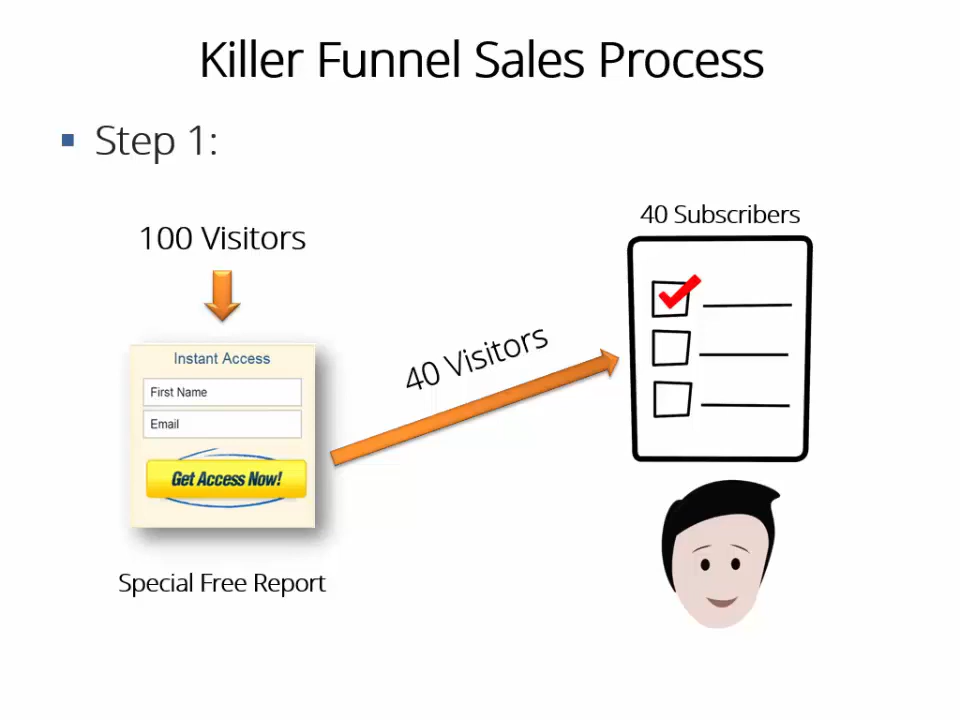 Killer Funnel Sales Process
Step 1:
100 Visitors
Instant Access
First Name
Email
Get Access Now!
Special Free Report
40 Visitors
40 Subscribers